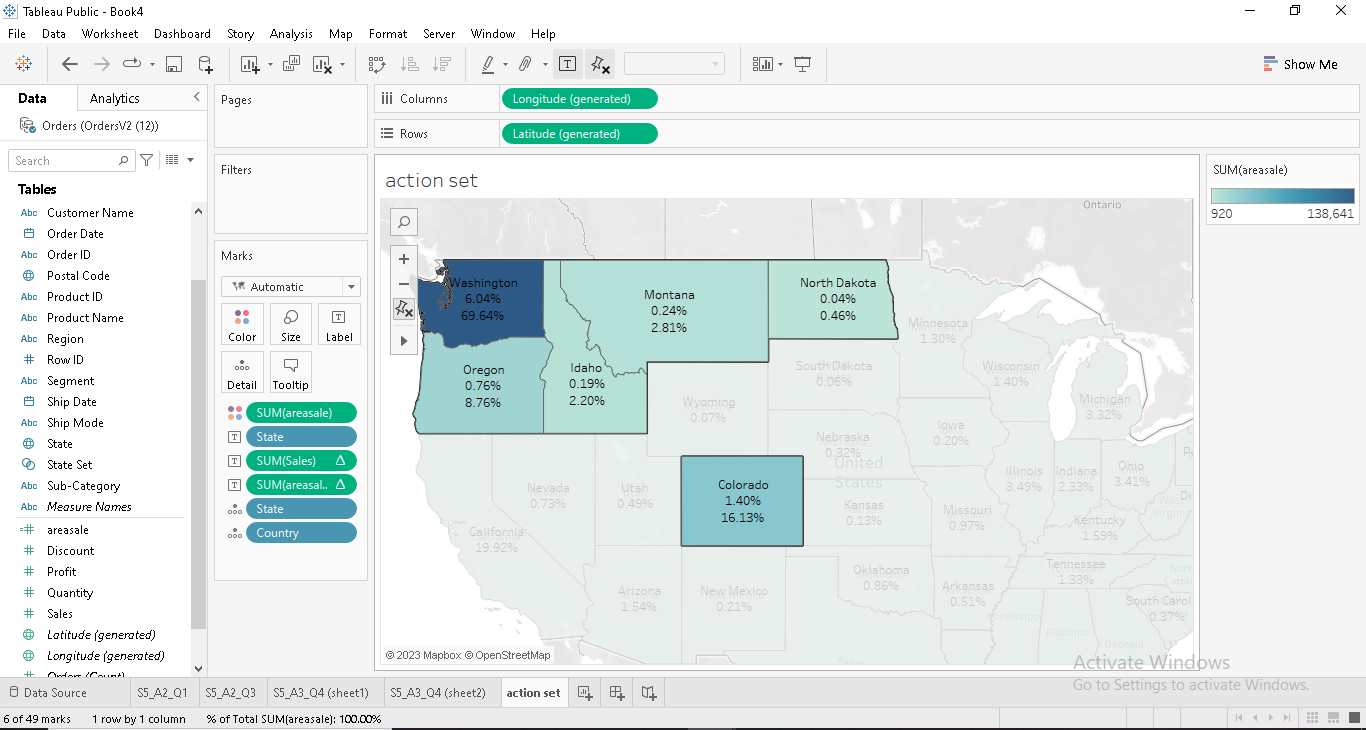 Tableau Public - Book4
File Data Worksheet Dashboard Story Analysis Map Format Server Window Help
Show Me
Data Analytics
Orders (OrdersV2 (12))
Search
Tables
Abc Customer Name
Order Date
Abc Order ID
Postal Code
Abc Product ID
Abc Product Name
Abc Region
Row ID
Abc Segment
Ship Date
Abc Ship Mode
State
State Set
Abc Sub-Category
Abc Measure Names
areasale
Discount
Profit
Quantity
Sales
Latitude (generated)
Longitude (generated)
Orders (Count)
Pages
Filters
Marks
Automatic
Color Size Label
Detail Tooltip
SUM(areasale)
State
SUM(Sales)
SUM(areasal..
State
Country
Columns Longitude (generated)
Rows Latitude (generated)
action set
Ontario
Washington
6.04%
69.64%
Montana
0.24%
2.81%
North Dakota
0.04%
0.46%
Minnesota
1.30%
Oregon
0.76%
8.76%
Idaho
0.19%
2.20%
South Dakota
0.06%
Wisconsin
1.40%
Wyoming
0.07%
Michigan
3.32%
Iowa
0.20%
Nebraska
0.32%
United
States
Nevada
0.73%
Utah
0.49%
Colorado
1.40%
16.13%
Illinois
3.49%
Indiana
2.33%
Ohio
3.41%
Kansas
0.13%
Missouri
0.97%
Kentucky
1.59%
California
19.92%
Virginia
Tennessee
1.33%
Oklahoma
0.86%
Arkansas
0.51%
Arizona
1.54%
New Mexico
0.21%
North
Caroli
South Carol
0.37%
Mississippi
Alabama
Georgia
Texas
© 2023 Mapbox © OpenStreetMap
SUM(areasale)
920 138,641
Activate Windows
Go to Settings to activate Windows.
Data Source S5_A2_Q1 S5_A2_Q3 S5_A3_Q4 (sheet1) S5_A3_Q4 (sheet2) action set
6 of 49 marks 1 row by 1 column % of Total SUM(areasale): 100.00%